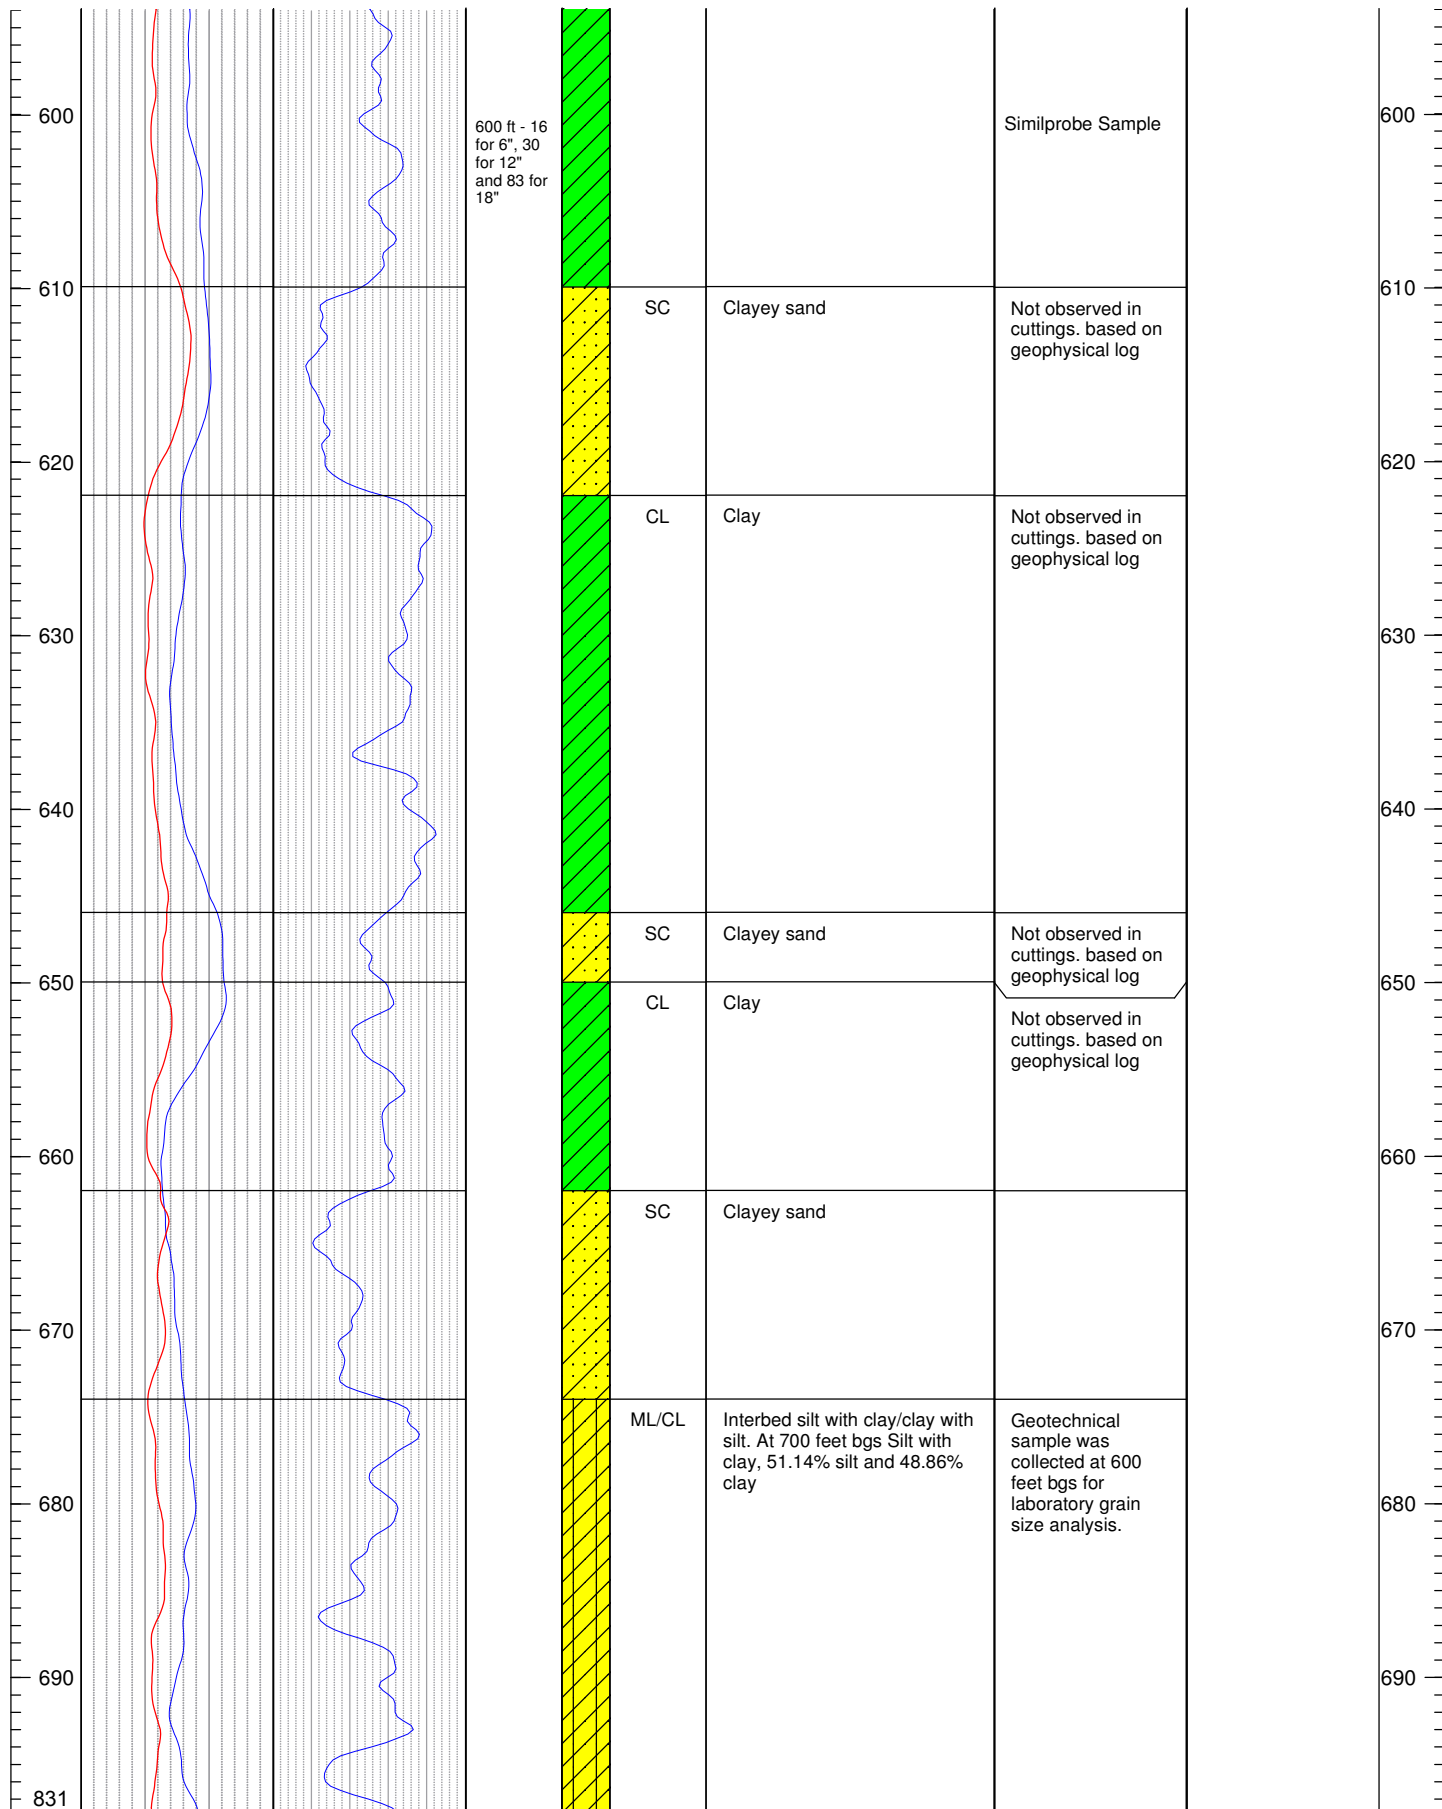 600
600 ft - 16
for 6", 30
for 12"
and 83 for
18"
Similprobe Sample
600
610
SC
Clayey sand
Not observed in
cuttings. based on
geophysical log
610
620
620
CL
Clay
Not observed in
cuttings. based on
geophysical log
630
630
640
640
SC
Clayey sand
Not observed in
cuttings. based on
geophysical log
650
650
CL
Clay
Not observed in
cuttings. based on
geophysical log
660
660
SC
Clayey sand
670
670
ML/CL
Interbed silt with clay/clay with
silt. At 700 feet bgs Silt with
clay, 51.14% silt and 48.86%
clay
Geotechnical
sample was
collected at 600
feet bgs for
laboratory grain
size analysis.
680
680
690
690
831